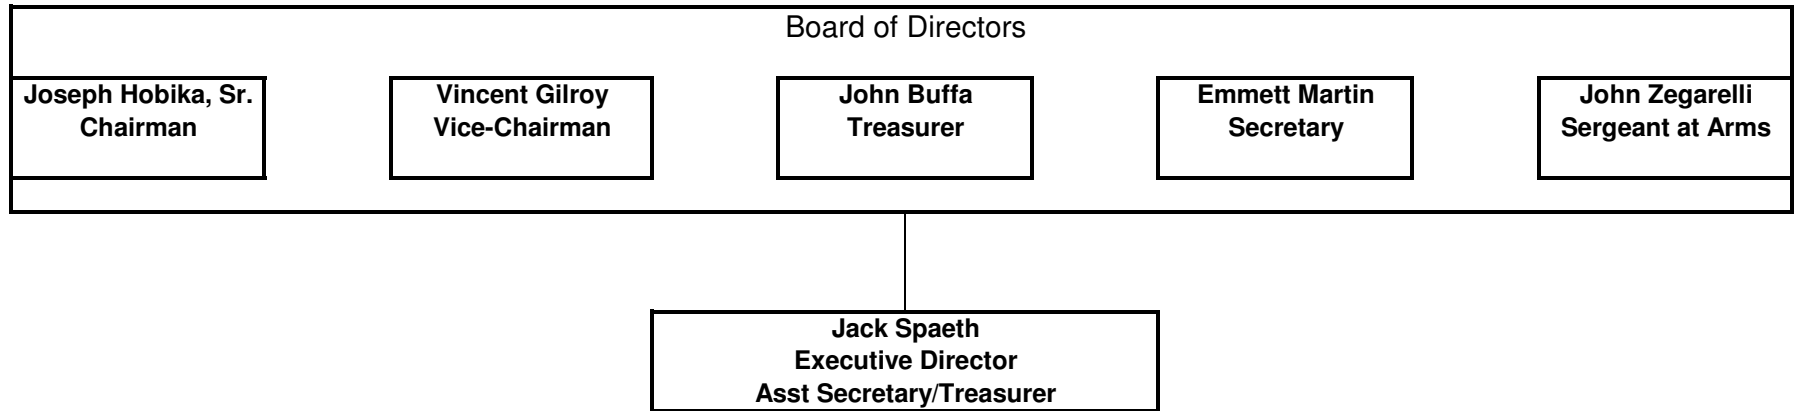 Board of Directors
Joseph Hobika, Sr.
Chairman
Vincent Gilroy
Vice-Chairman
John Buffa
Treasurer
Emmett Martin
Secretary
John Zegarelli
Sergeant at Arms
Jack Spaeth
Executive Director
Asst Secretary/Treasurer